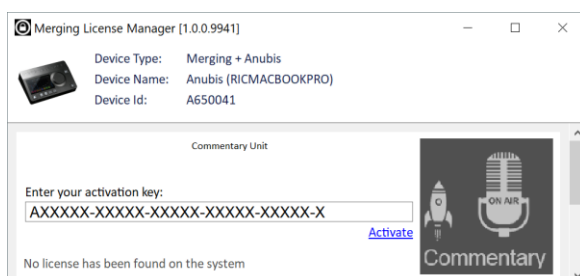 Merging License Manager [1.0.0.9941]
Device Type: Merging + Anubis
Device Name: Anubis (RICMACBOOKPRO)
Device Id: A650041
Commentary Unit
Enter your activation key:
AXXXXX-XXXXX-XXXXX-XXXXX-XXXXX-X
Activate
No license has been found on the system
ON AIR
Commentary